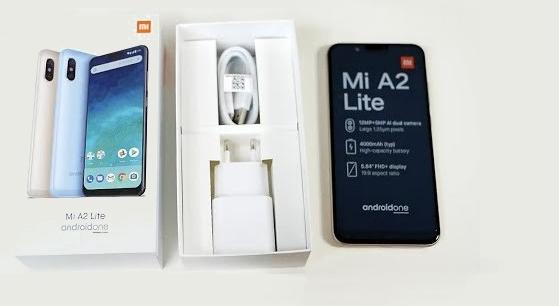 Mi A2 Lite
androidone
Mi A2
Lite
12MP+5MP AI dual camera
Large 1.25μm pixels
4000mAh (typ)
high-capacity battery
5.84" FHD+ display
19:9 aspect ratio
androidone